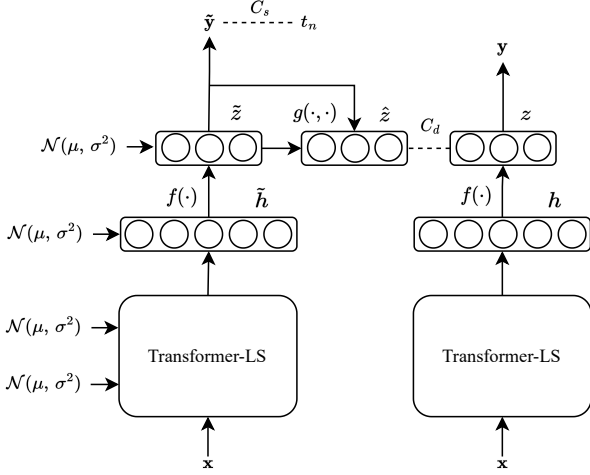 ỹ C_s t_n
y
z̃ g(·,·) ẑ z
𝒩(μ, σ²) C_d
f(·) h̃ f(·) h
𝒩(μ, σ²)
𝒩(μ, σ²)
Transformer-LS Transformer-LS
𝒩(μ, σ²)
x x